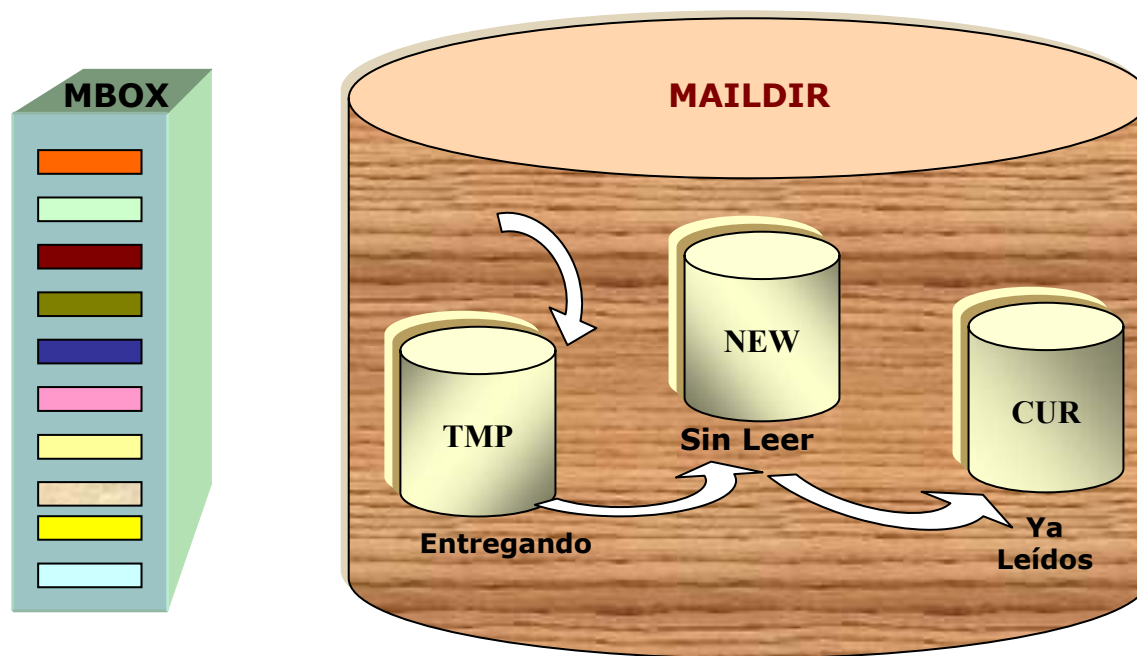 MBOX
MAILDIR
TMP
Entregando
NEW
Sin Leer
CUR
Ya
Leídos